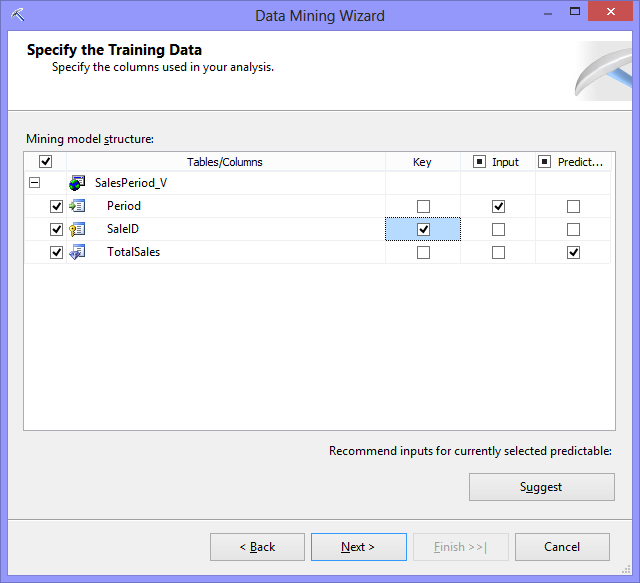 Data Mining Wizard
Specify the Training Data
Specify the columns used in your analysis.
Mining model structure:
Tables/Columns Key Input Predict...
SalesPeriod_V
Period
SaleID
TotalSales
Recommend inputs for currently selected predictable:
Suggest
< Back Next > Finish >>| Cancel